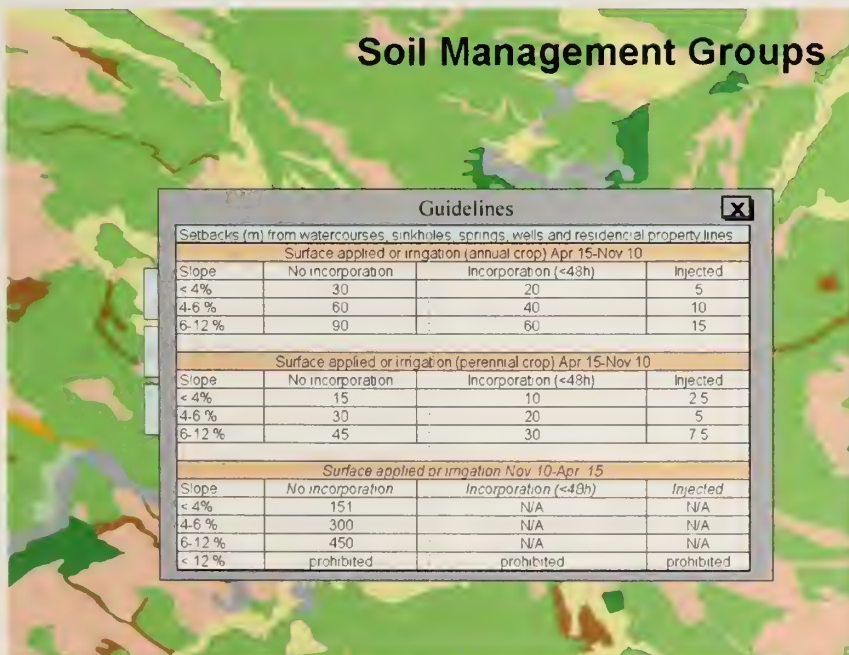 Soil Management Groups
Guidelines X
Setbacks (m) from watercourses, sinkholes, springs, wells and residencial property lines
Surface applied or irrigation (annual crop) Apr 15-Nov 10
Slope No incorporation Incorporation (<48h) Injected
< 4% 30 20 5
4-6 % 60 40 10
6-12 % 90 60 15
Surface applied or irrigation (perennial crop) Apr 15-Nov 10
Slope No incorporation Incorporation (<48h) Injected
< 4% 15 10 2.5
4-6 % 30 20 5
6-12 % 45 30 7.5
Surface applied or irrigation Nov 10-Apr 15
Slope No incorporation Incorporation (<48h) Injected
< 4% 151 N/A N/A
4-6 % 300 N/A N/A
6-12 % 450 N/A N/A
< 12 % prohibited prohibited prohibited